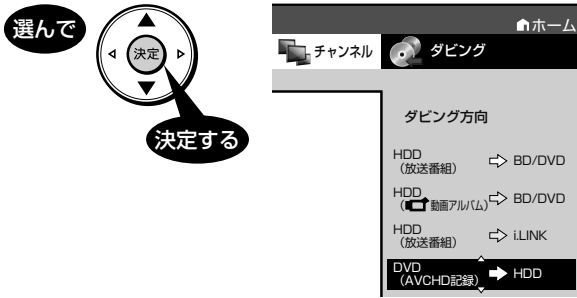 選んで
決定
決定する
ホーム
チャンネル
ダビング
ダビング方向
HDD
(放送番組)
BD/DVD
HDD
(動画アルバム)
BD/DVD
HDD
(放送番組)
i.LINK
DVD
(AVCHD記録)
HDD